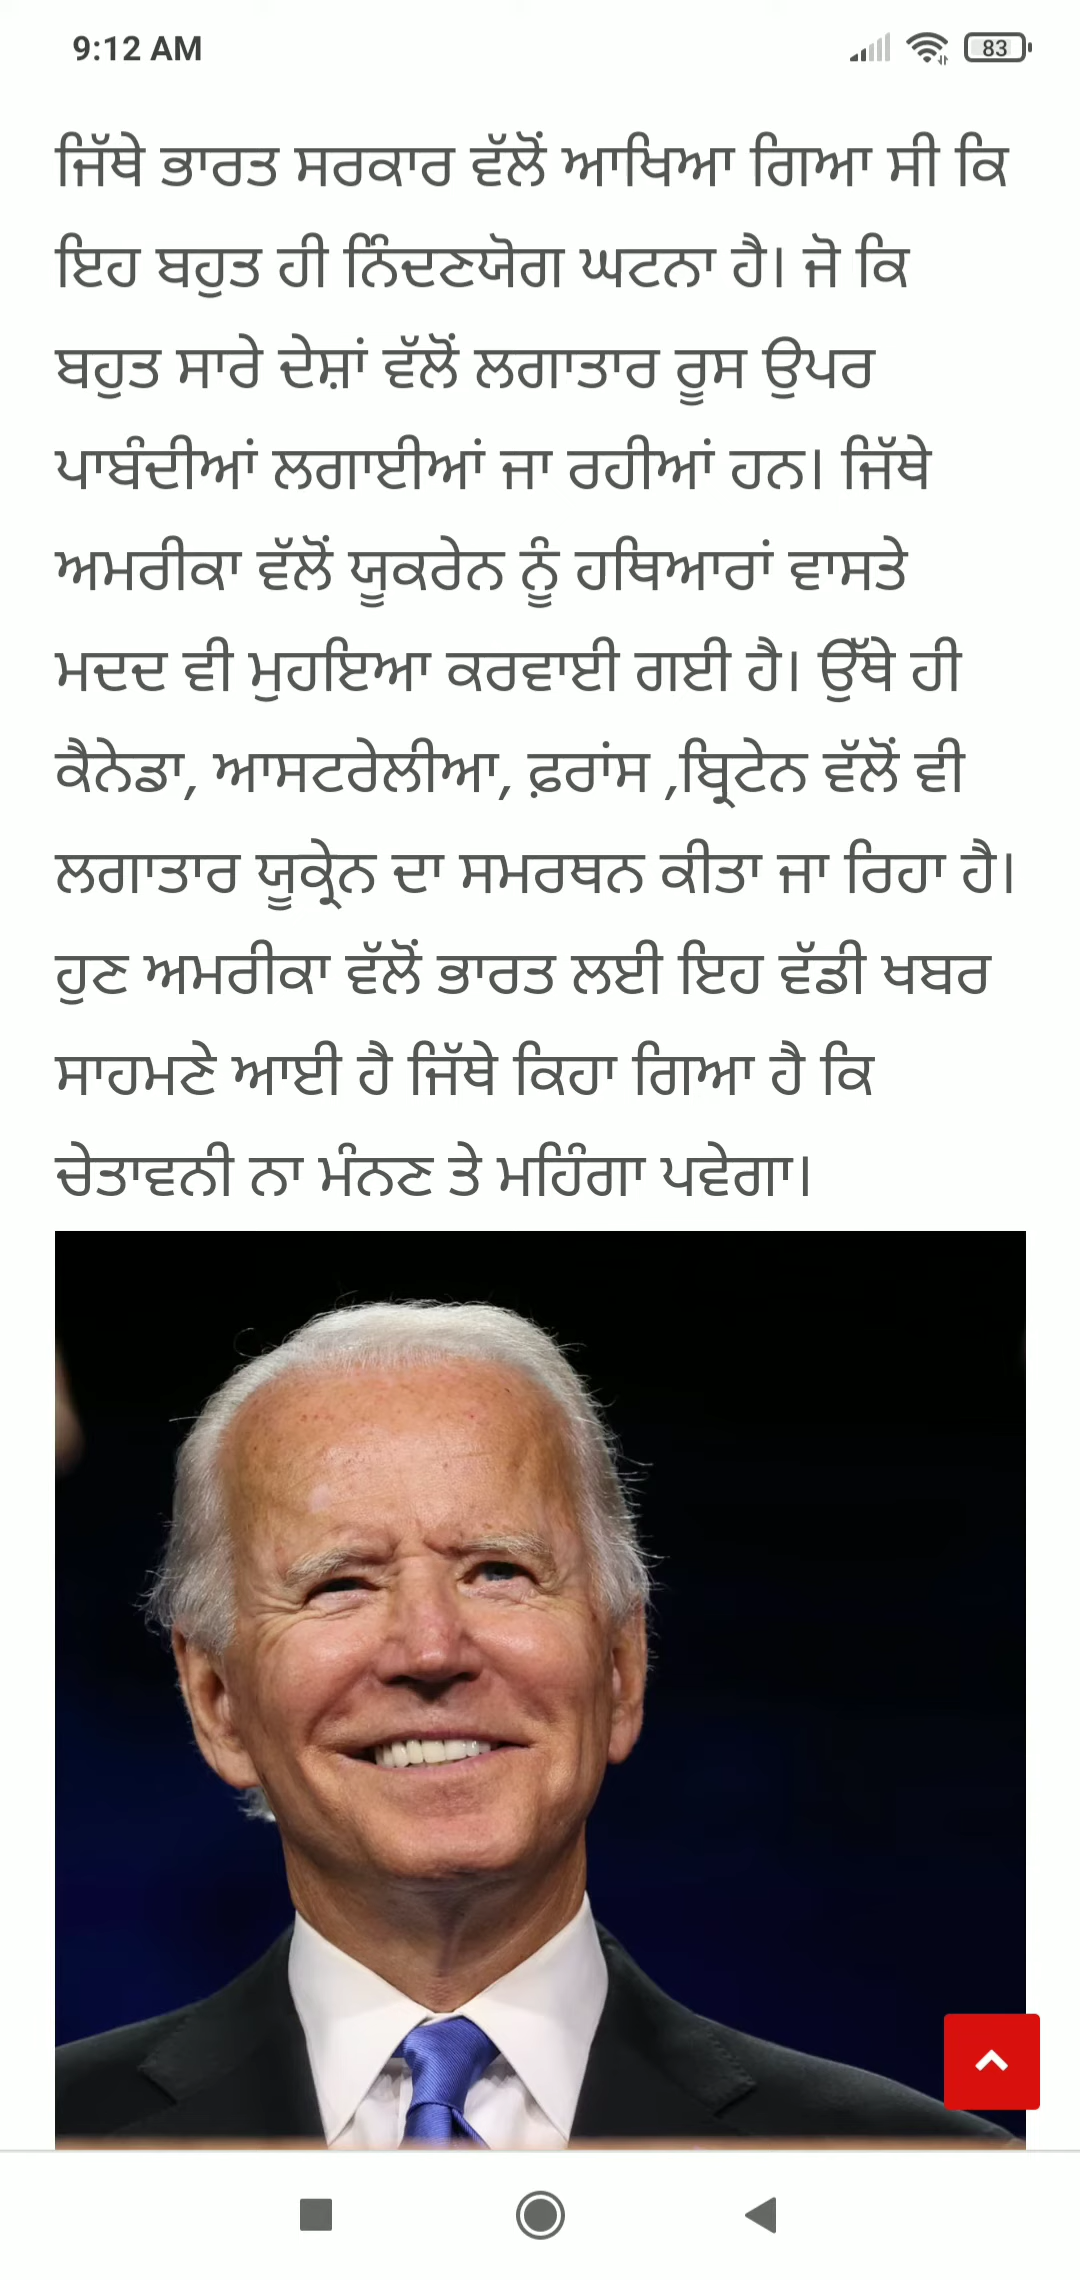 9:12 AM
83
ਜਿੱਥੇ ਭਾਰਤ ਸਰਕਾਰ ਵੱਲੋਂ ਆਖਿਆ ਗਿਆ ਸੀ ਕਿ
ਇਹ ਬਹੁਤ ਹੀ ਨਿੰਦਣਯੋਗ ਘਟਨਾ ਹੈ। ਜੋ ਕਿ
ਬਹੁਤ ਸਾਰੇ ਦੇਸ਼ਾਂ ਵੱਲੋਂ ਲਗਾਤਾਰ ਰੂਸ ਉਪਰ
ਪਾਬੰਦੀਆਂ ਲਗਾਈਆਂ ਜਾ ਰਹੀਆਂ ਹਨ। ਜਿੱਥੇ
ਅਮਰੀਕਾ ਵੱਲੋਂ ਯੂਕਰੇਨ ਨੂੰ ਹਥਿਆਰਾਂ ਵਾਸਤੇ
ਮਦਦ ਵੀ ਮੁਹਇਆ ਕਰਵਾਈ ਗਈ ਹੈ। ਉੱਥੇ ਹੀ
ਕੈਨੇਡਾ, ਆਸਟਰੇਲੀਆ, ਫ਼ਰਾਂਸ ,ਬ੍ਰਿਟੇਨ ਵੱਲੋਂ ਵੀ
ਲਗਾਤਾਰ ਯੂਕ੍ਰੇਨ ਦਾ ਸਮਰਥਨ ਕੀਤਾ ਜਾ ਰਿਹਾ ਹੈ।
ਹੁਣ ਅਮਰੀਕਾ ਵੱਲੋਂ ਭਾਰਤ ਲਈ ਇਹ ਵੱਡੀ ਖਬਰ
ਸਾਹਮਣੇ ਆਈ ਹੈ ਜਿੱਥੇ ਕਿਹਾ ਗਿਆ ਹੈ ਕਿ
ਚੇਤਾਵਨੀ ਨਾ ਮੰਨਣ ਤੇ ਮਹਿੰਗਾ ਪਵੇਗਾ।